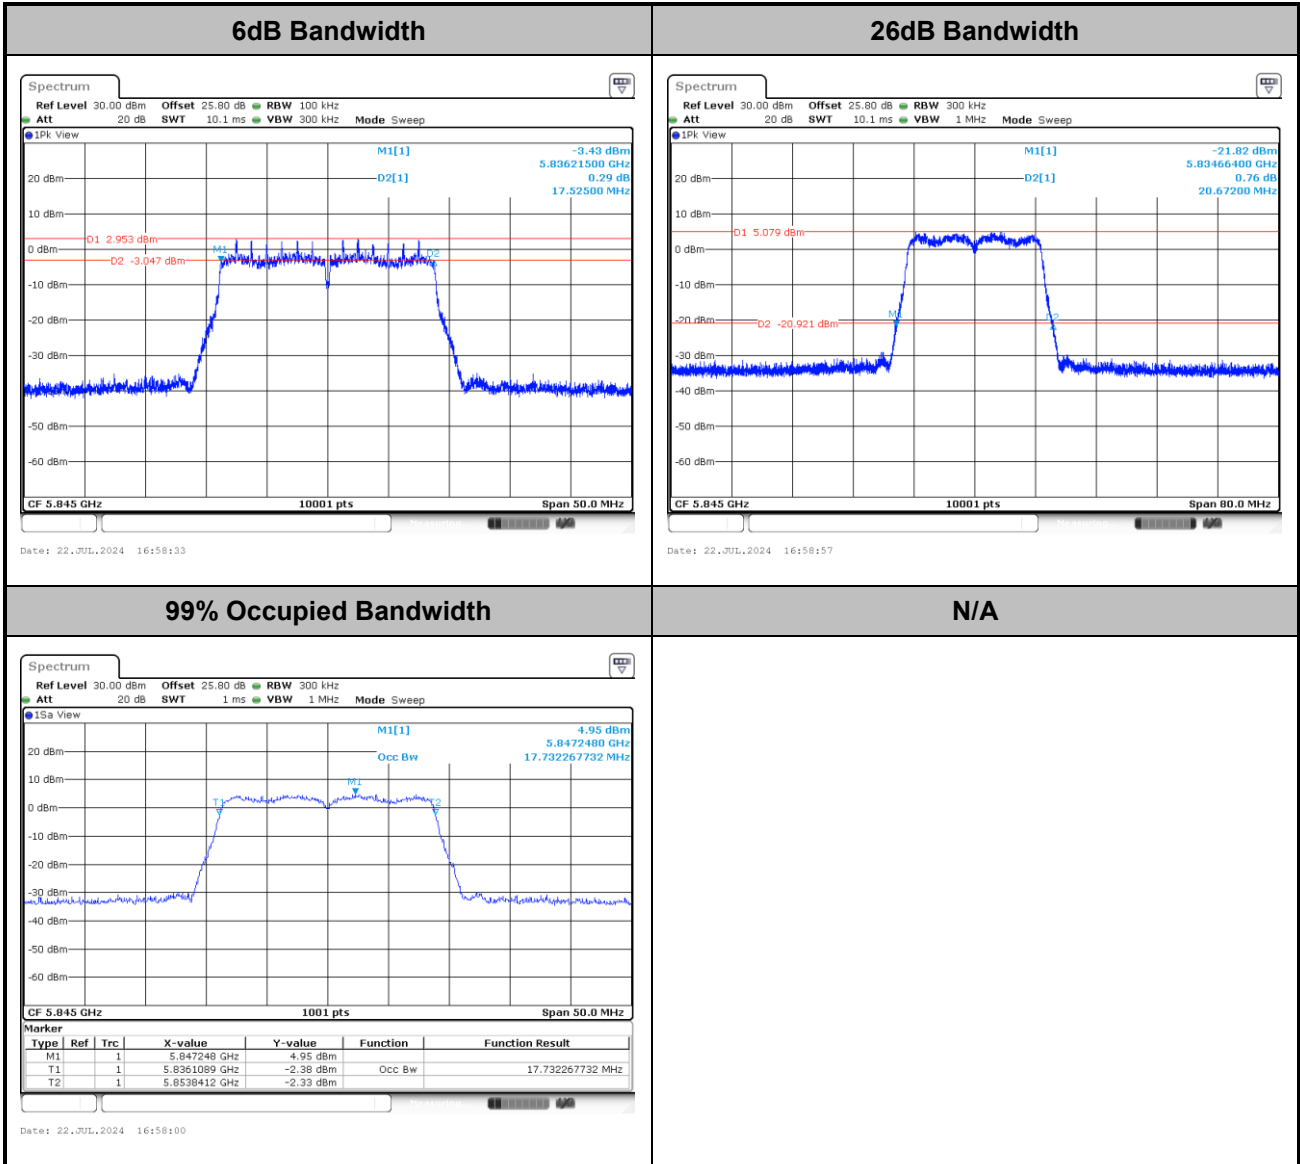 6dB Bandwidth
26dB Bandwidth
Spectrum
Ref Level 30.00 dBm Offset 25.80 dB RBW 100 kHz
Att 20 dB SWT 10.1 ms VBW 300 kHz Mode Sweep
1Pk View
M1[1] -3.43 dBm
5.83621500 GHz
D2[1] 0.29 dB
17.52500 MHz
20 dBm
10 dBm
D1 2.953 dBm
0 dBm
M1
D2
D2 -3.047 dBm
-10 dBm
-20 dBm
-30 dBm
-40 dBm
-50 dBm
-60 dBm
CF 5.845 GHz 10001 pts Span 50.0 MHz
Date: 22.JUL.2024 16:58:33
Spectrum
Ref Level 30.00 dBm Offset 25.80 dB RBW 300 kHz
Att 20 dB SWT 10.1 ms VBW 1 MHz Mode Sweep
1Pk View
M1[1] -21.82 dBm
5.83466400 GHz
D2[1] 0.76 dB
20.67200 MHz
20 dBm
10 dBm
D1 5.079 dBm
0 dBm
-10 dBm
M1
D2
-20 dBm
D2 -20.921 dBm
-30 dBm
-40 dBm
-50 dBm
-60 dBm
CF 5.845 GHz 10001 pts Span 80.0 MHz
Date: 22.JUL.2024 16:58:57
99% Occupied Bandwidth
N/A
Spectrum
Ref Level 30.00 dBm Offset 25.80 dB RBW 300 kHz
Att 20 dB SWT 1 ms VBW 1 MHz Mode Sweep
1Sa View
M1[1] 4.95 dBm
5.8472480 GHz
Occ Bw 17.732267732 MHz
20 dBm
10 dBm
M1
T1
T2
0 dBm
-10 dBm
-20 dBm
-30 dBm
-40 dBm
-50 dBm
-60 dBm
CF 5.845 GHz 1001 pts Span 50.0 MHz
Marker
Type Ref Trc X-value Y-value Function Function Result
M1 1 5.847248 GHz 4.95 dBm
T1 1 5.8361089 GHz -2.38 dBm Occ Bw 17.732267732 MHz
T2 1 5.8538412 GHz -2.33 dBm
Date: 22.JUL.2024 16:58:00